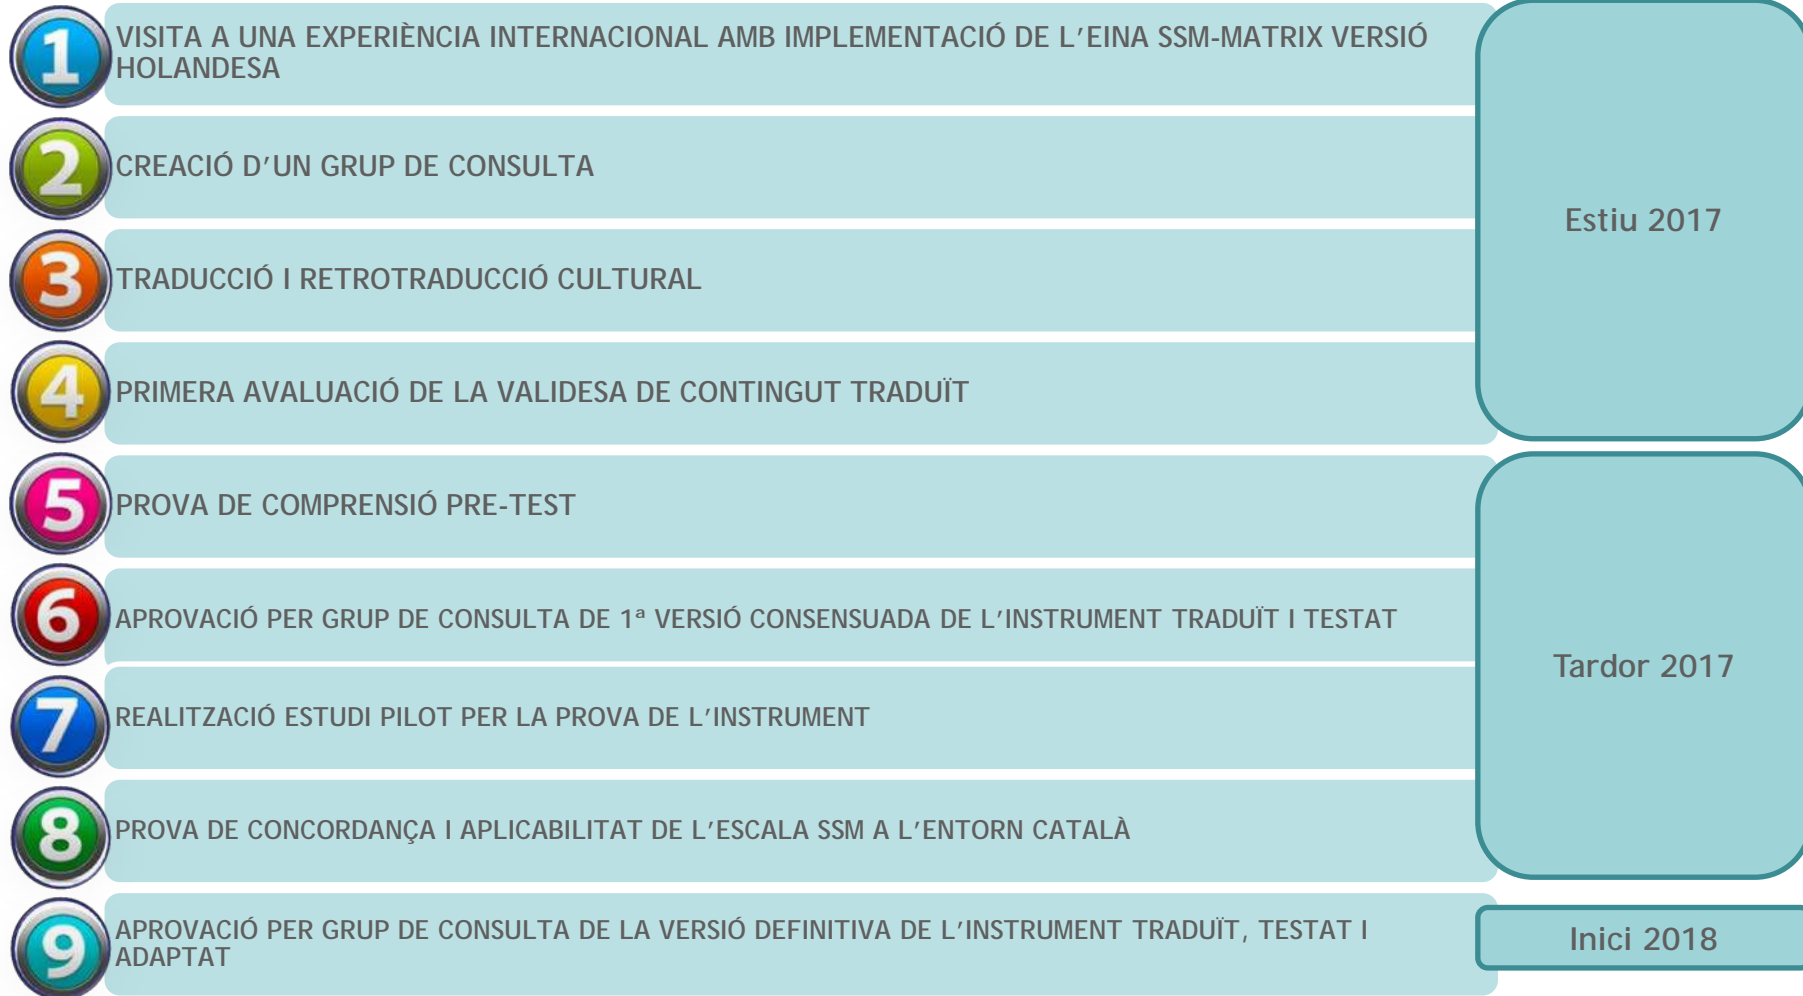 1 VISITA A UNA EXPERIÈNCIA INTERNACIONAL AMB IMPLEMENTACIÓ DE L'EINA SSM-MATRIX VERSIÓ
HOLANDESA
2 CREACIÓ D'UN GRUP DE CONSULTA
3 TRADUCCIÓ I RETROTRADUCCIÓ CULTURAL
4 PRIMERA AVALUACIÓ DE LA VALIDESA DE CONTINGUT TRADUÏT
Estiu 2017
5 PROVA DE COMPRENSIÓ PRE-TEST
6 APROVACIÓ PER GRUP DE CONSULTA DE 1ª VERSIÓ CONSENSUADA DE L'INSTRUMENT TRADUÏT I TESTAT
7 REALITZACIÓ ESTUDI PILOT PER LA PROVA DE L'INSTRUMENT
8 PROVA DE CONCORDANÇA I APLICABILITAT DE L'ESCALA SSM A L'ENTORN CATALÀ
Tardor 2017
9 APROVACIÓ PER GRUP DE CONSULTA DE LA VERSIÓ DEFINITIVA DE L'INSTRUMENT TRADUÏT, TESTAT I
ADAPTAT
Inici 2018